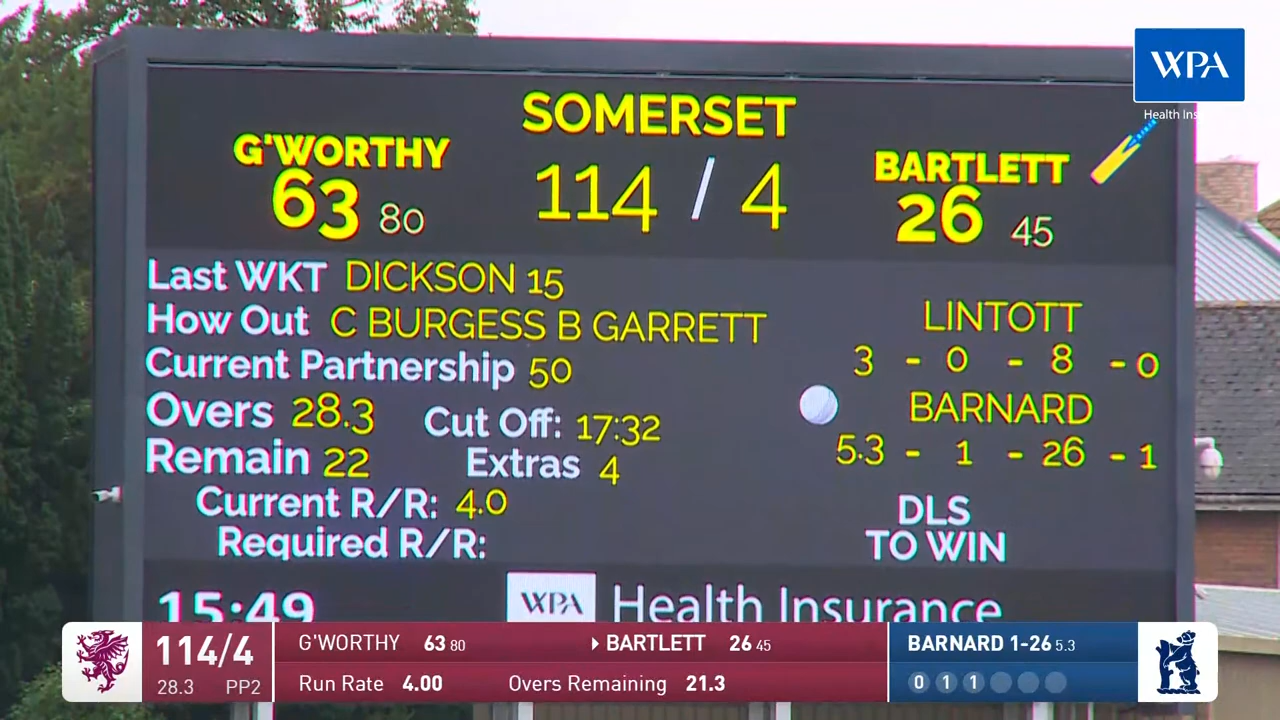 WPA
Health Ins
SOMERSET
G'WORTHY
63 80
114 / 4
BARTLETT
26 45
Last WKT DICKSON 15
How Out C BURGESS B GARRETT
Current Partnership 50
Overs 28.3 Cut Off: 17:32
Remain 22 Extras 4
Current R/R: 4.0
Required R/R:
LINTOTT
3 - 0 - 8 - 0
BARNARD
5.3 - 1 - 26 - 1
DLS
TO WIN
15:49 WPA Health Insurance
114/4
28.3 PP2
G'WORTHY 63 80 BARTLETT 26 45
Run Rate 4.00 Overs Remaining 21.3
BARNARD 1-26 5.3
0 1 1